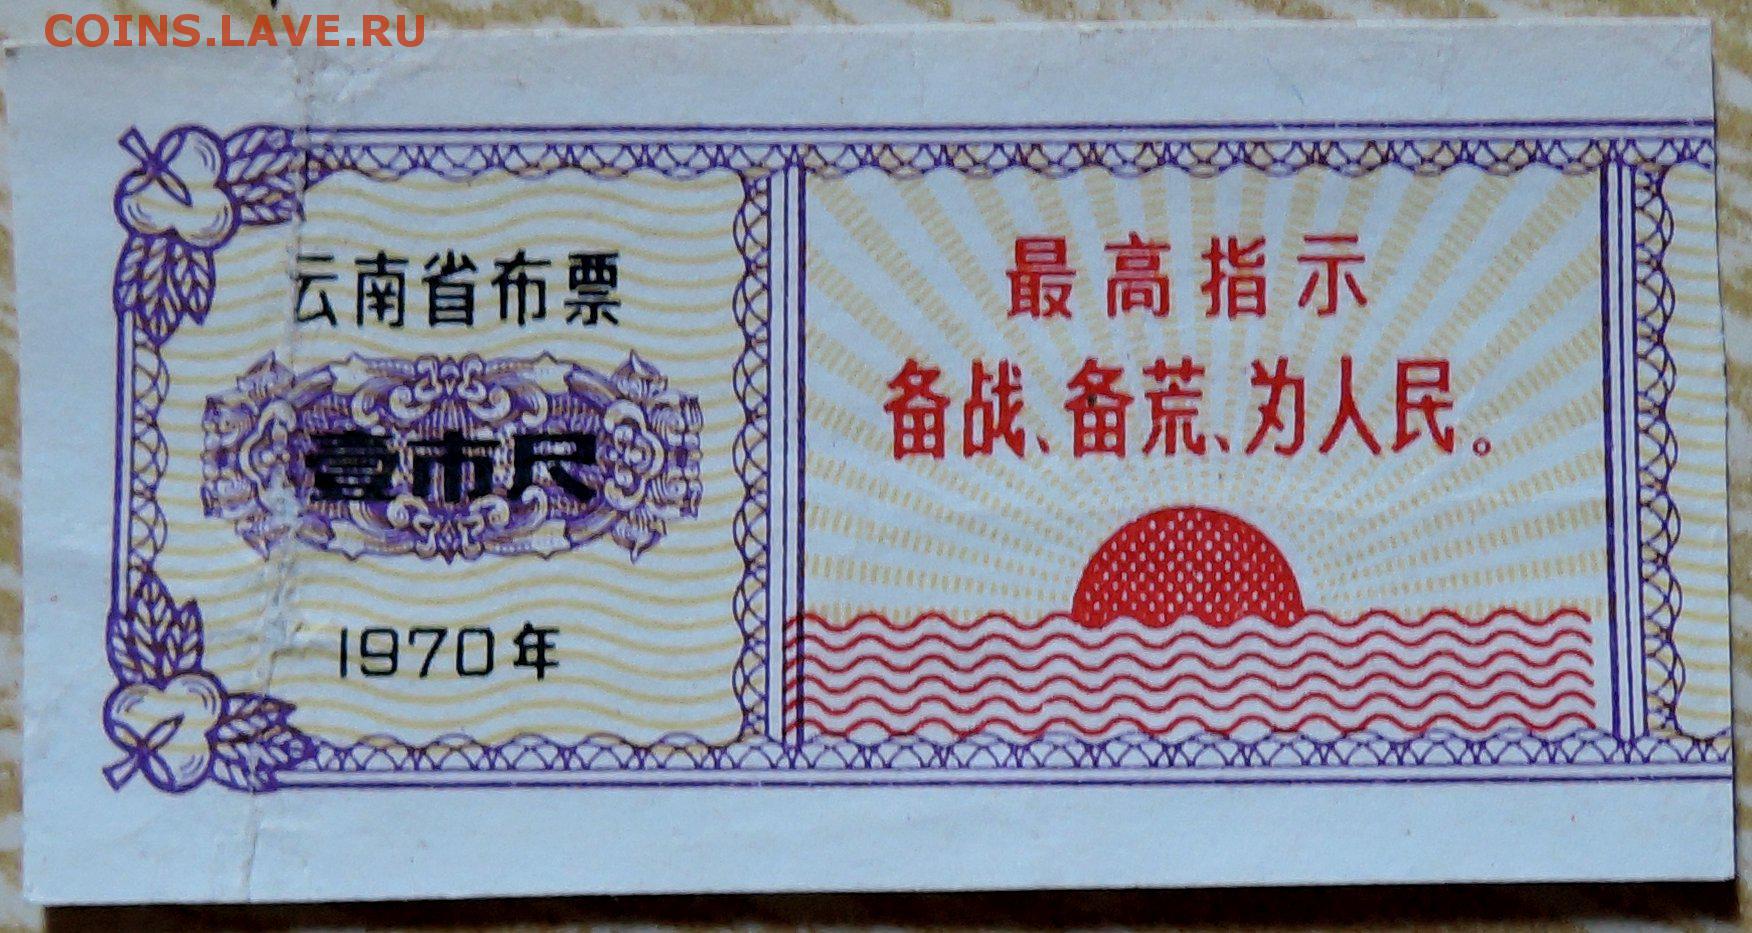 COINS.LAVE.RU
云南省布票
壹市尺
1970年
最高指示
备战、备荒、为人民。